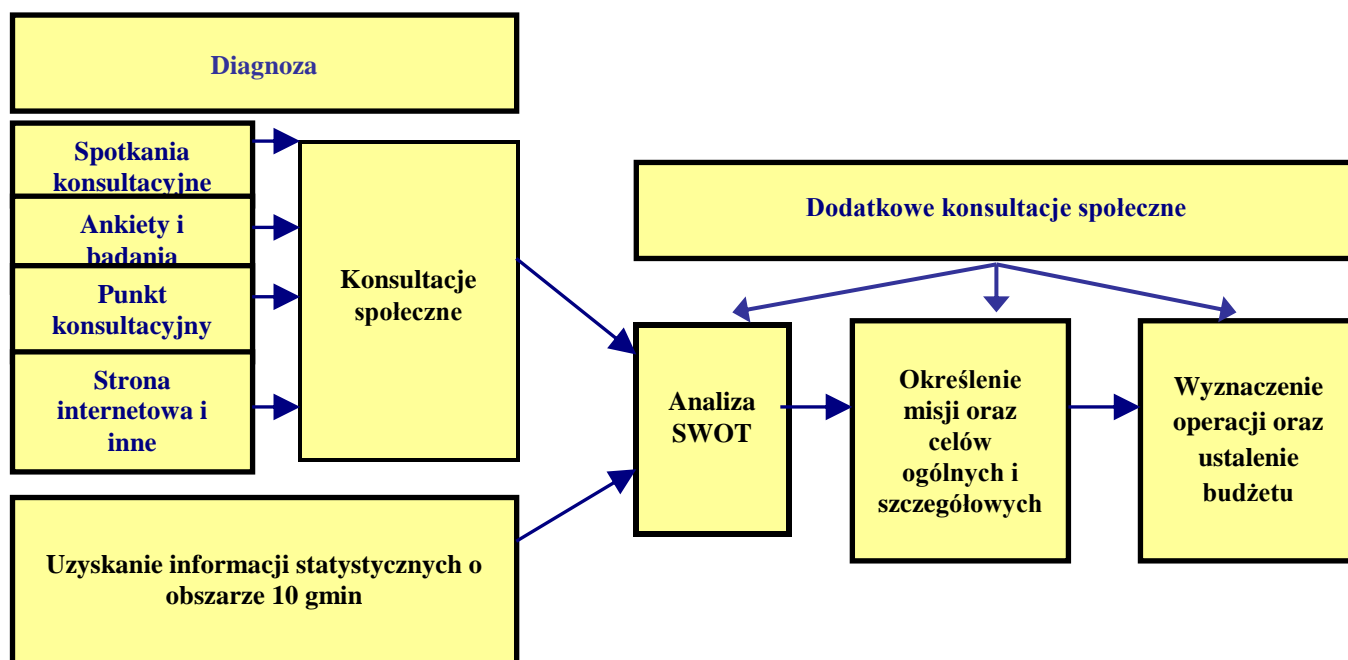 Diagnoza
Spotkania
konsultacyjne
Ankiety i
badania
Punkt
konsultacyjny
Strona
internetowa i
inne
Konsultacje
społeczne
Uzyskanie informacji statystycznych o
obszarze 10 gmin
Dodatkowe konsultacje społeczne
Analiza
SWOT
Określenie
misji oraz
celów
ogólnych i
szczegółowych
Wyznaczenie
operacji oraz
ustalenie
budżetu